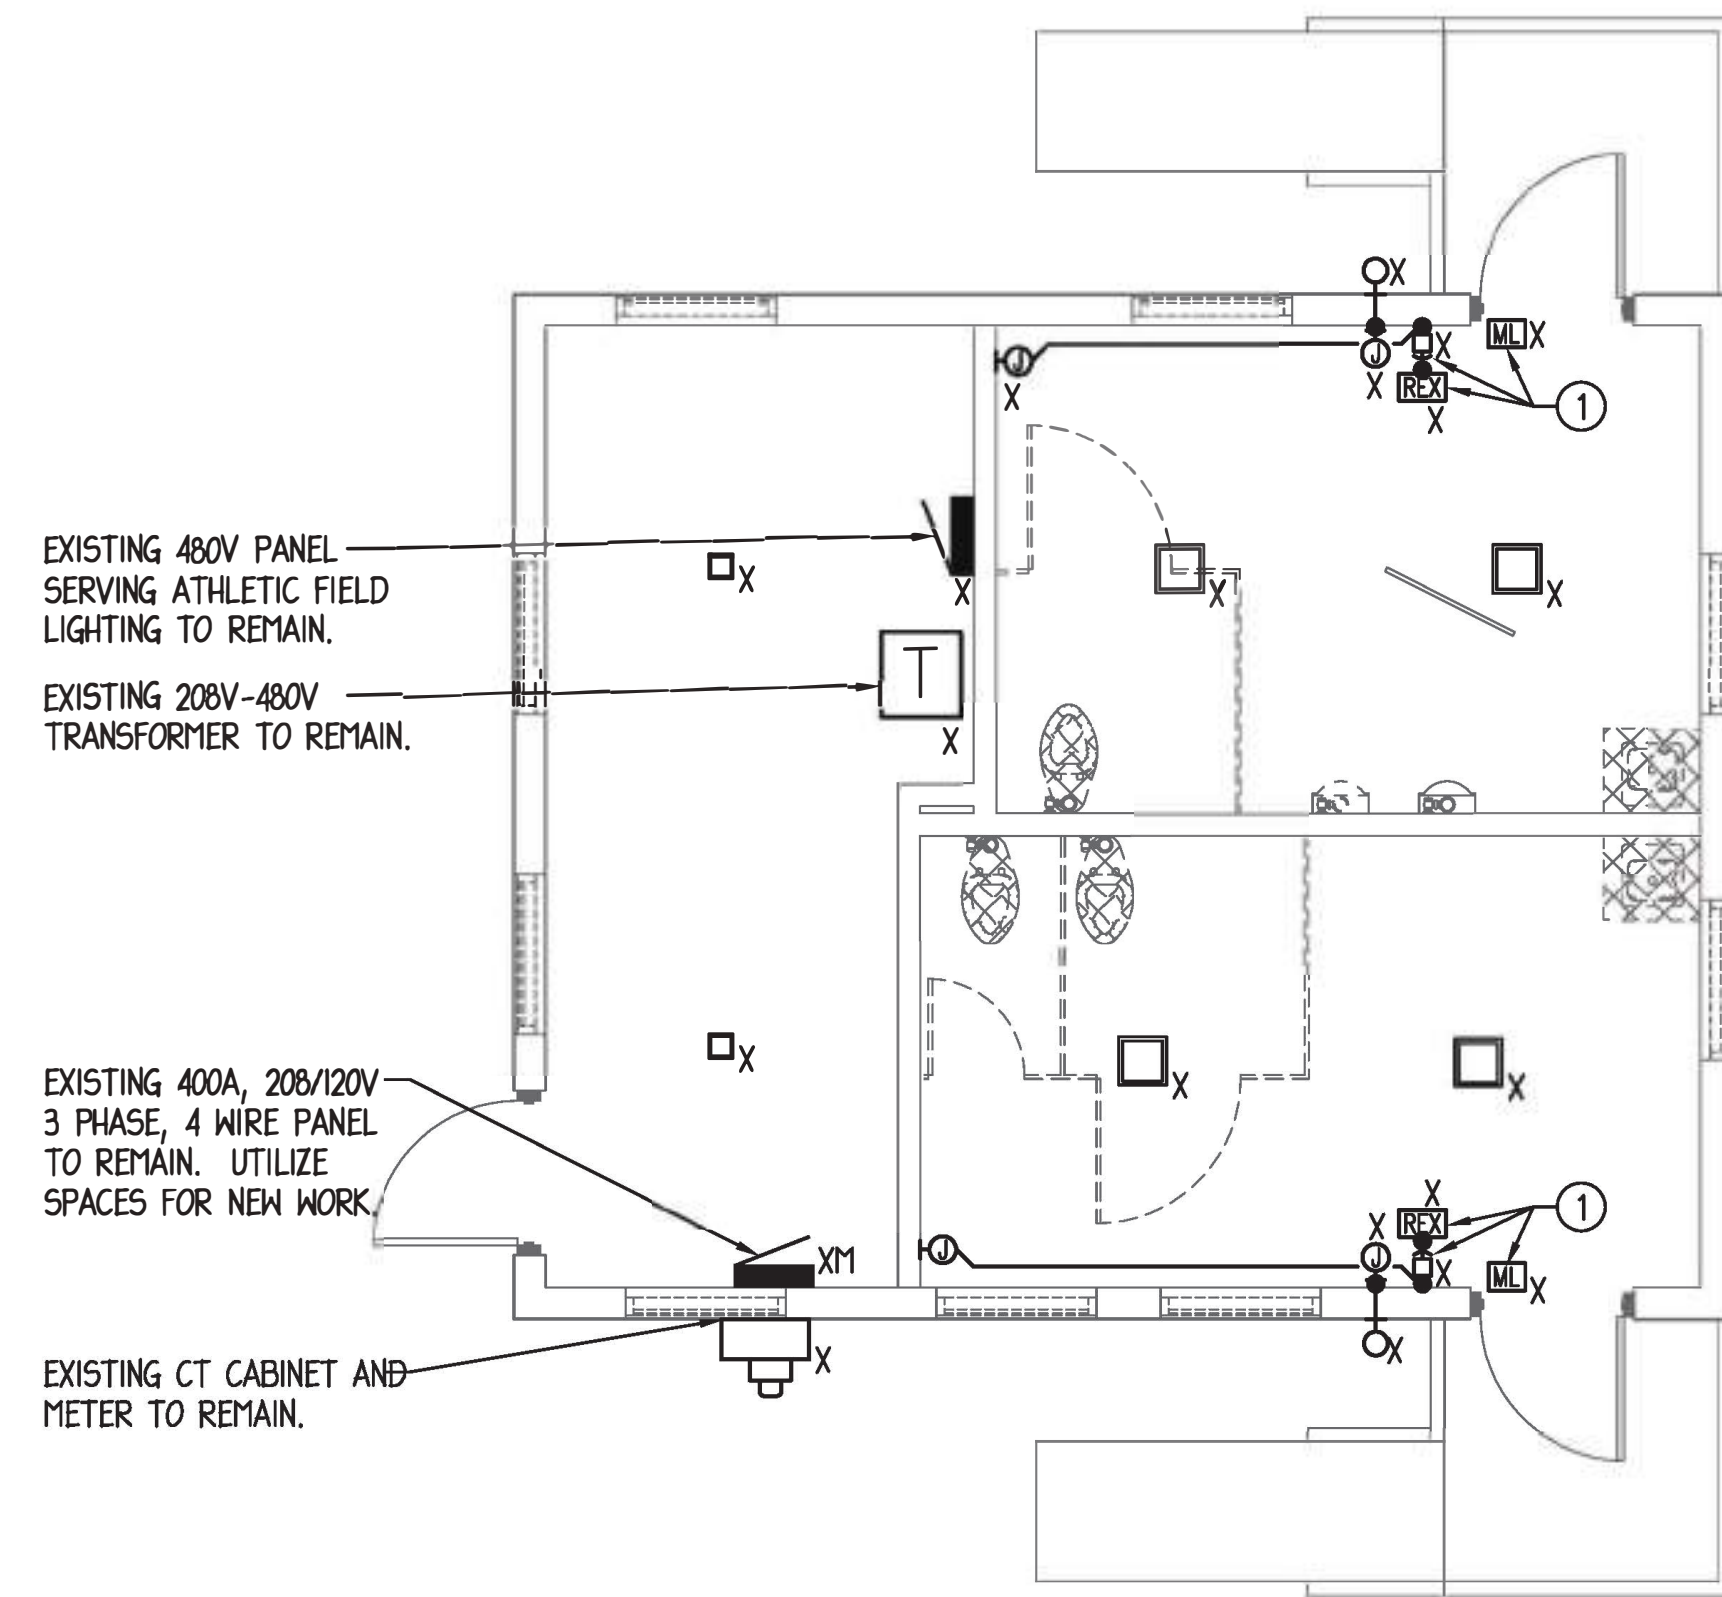 X
X
ML X
J
J
X
X
X
REX
X
1
EXISTING 480V PANEL
SERVING ATHLETIC FIELD
LIGHTING TO REMAIN.
X
X
X
X
EXISTING 208V-480V
TRANSFORMER TO REMAIN.
T
X
EXISTING 400A, 208/120V
3 PHASE, 4 WIRE PANEL
TO REMAIN.  UTILIZE
SPACES FOR NEW WORK.
X
X
X
X
X
REX
1
J
J
XM
X
ML
X
EXISTING CT CABINET AND
METER TO REMAIN.
X
X